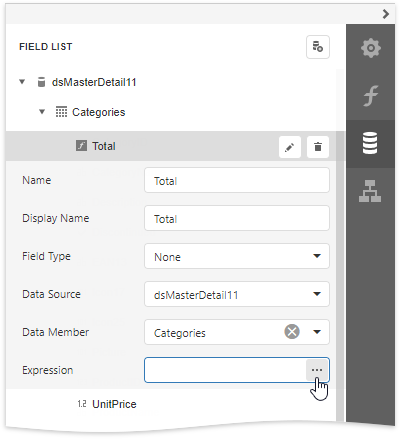 FIELD LIST
dsMasterDetail11
Categories
Total
Name Total
Display Name Total
Field Type None
Data Source dsMasterDetail11
Data Member Categories
Expression ...
1.2 UnitPrice